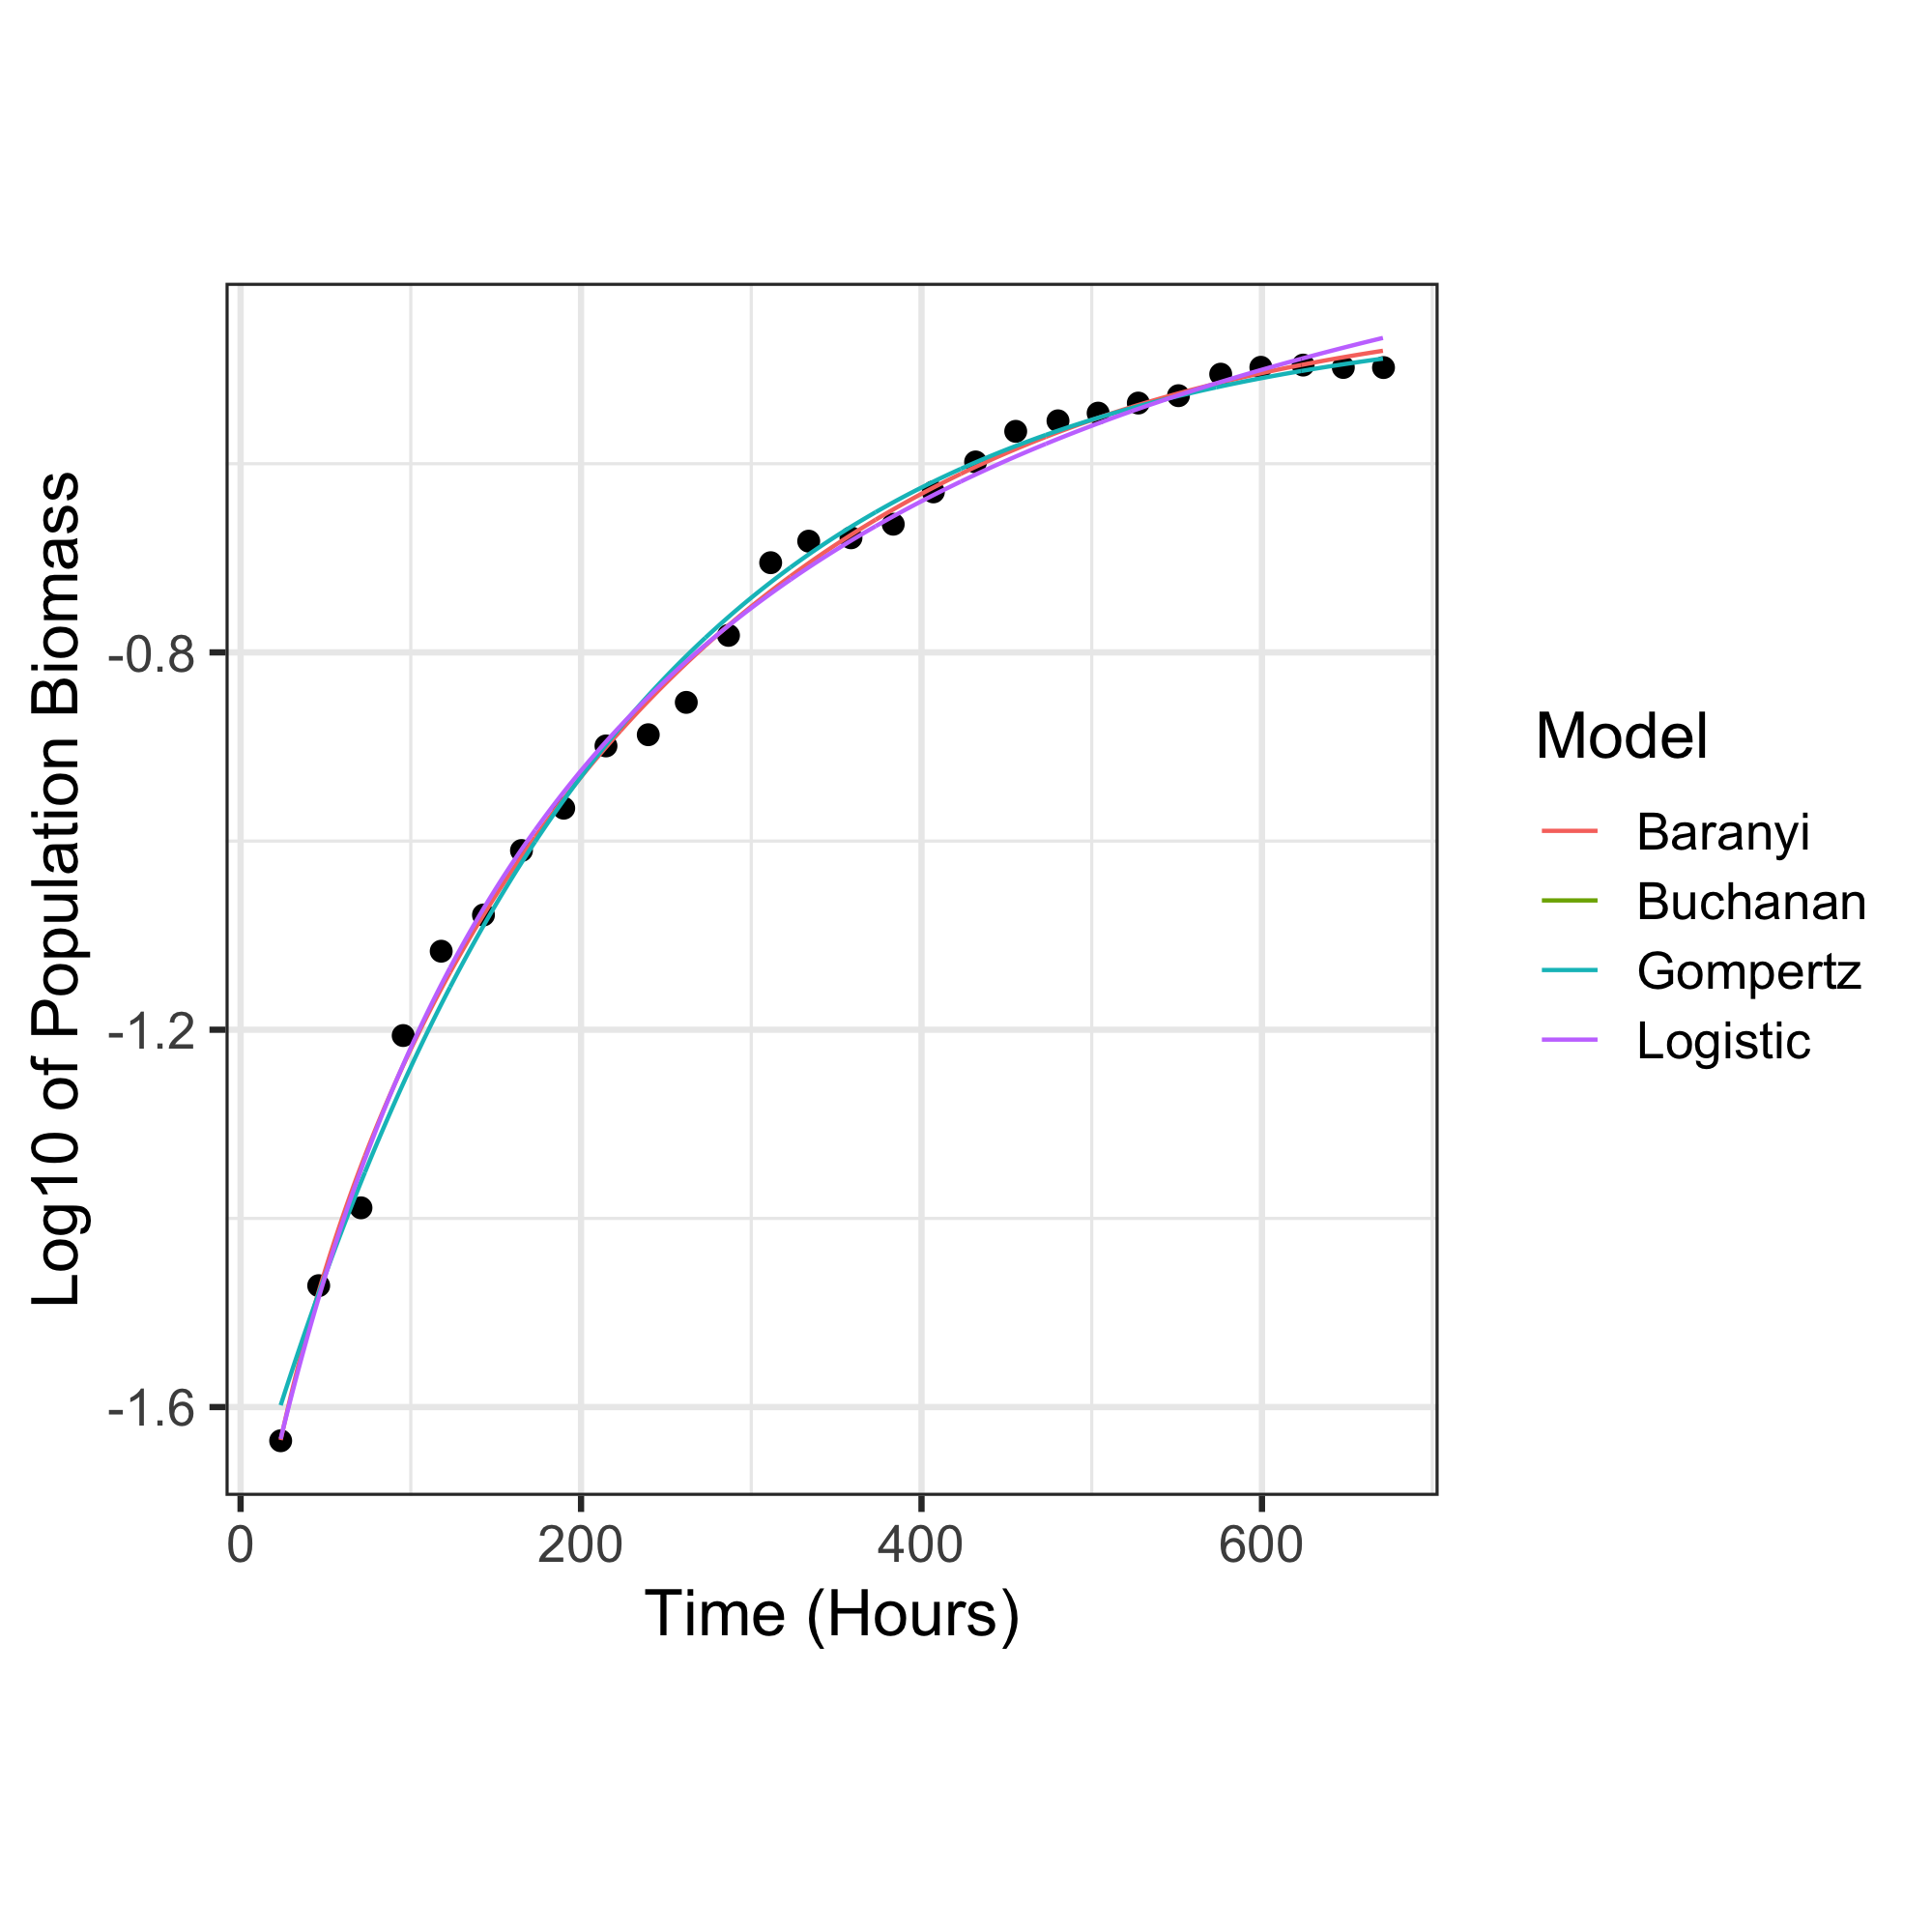 Log10 of Population Biomass
-0.8
-1.2
-1.6
0 200 400 600
Time (Hours)
Model
Baranyi
Buchanan
Gompertz
Logistic